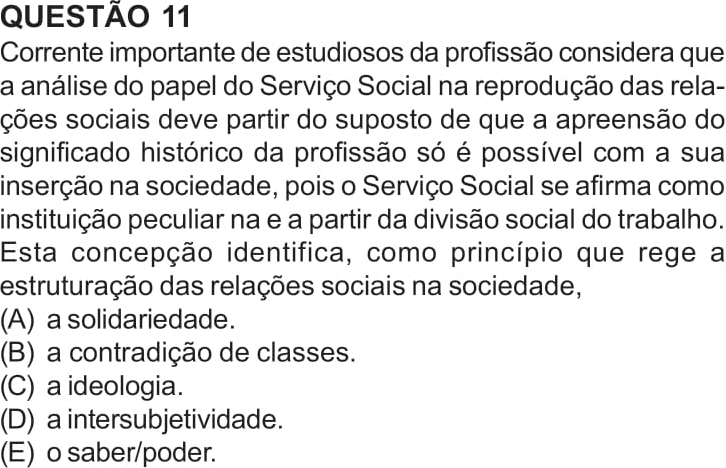 QUESTÃO 11
Corrente importante de estudiosos da profissão considera que
a análise do papel do Serviço Social na reprodução das rela-
ções sociais deve partir do suposto de que a apreensão do
significado histórico da profissão só é possível com a sua
inserção na sociedade, pois o Serviço Social se afirma como
instituição peculiar na e a partir da divisão social do trabalho.
Esta concepção identifica, como princípio que rege a
estruturação das relações sociais na sociedade,
(A) a solidariedade.
(B) a contradição de classes.
(C) a ideologia.
(D) a intersubjetividade.
(E) o saber/poder.